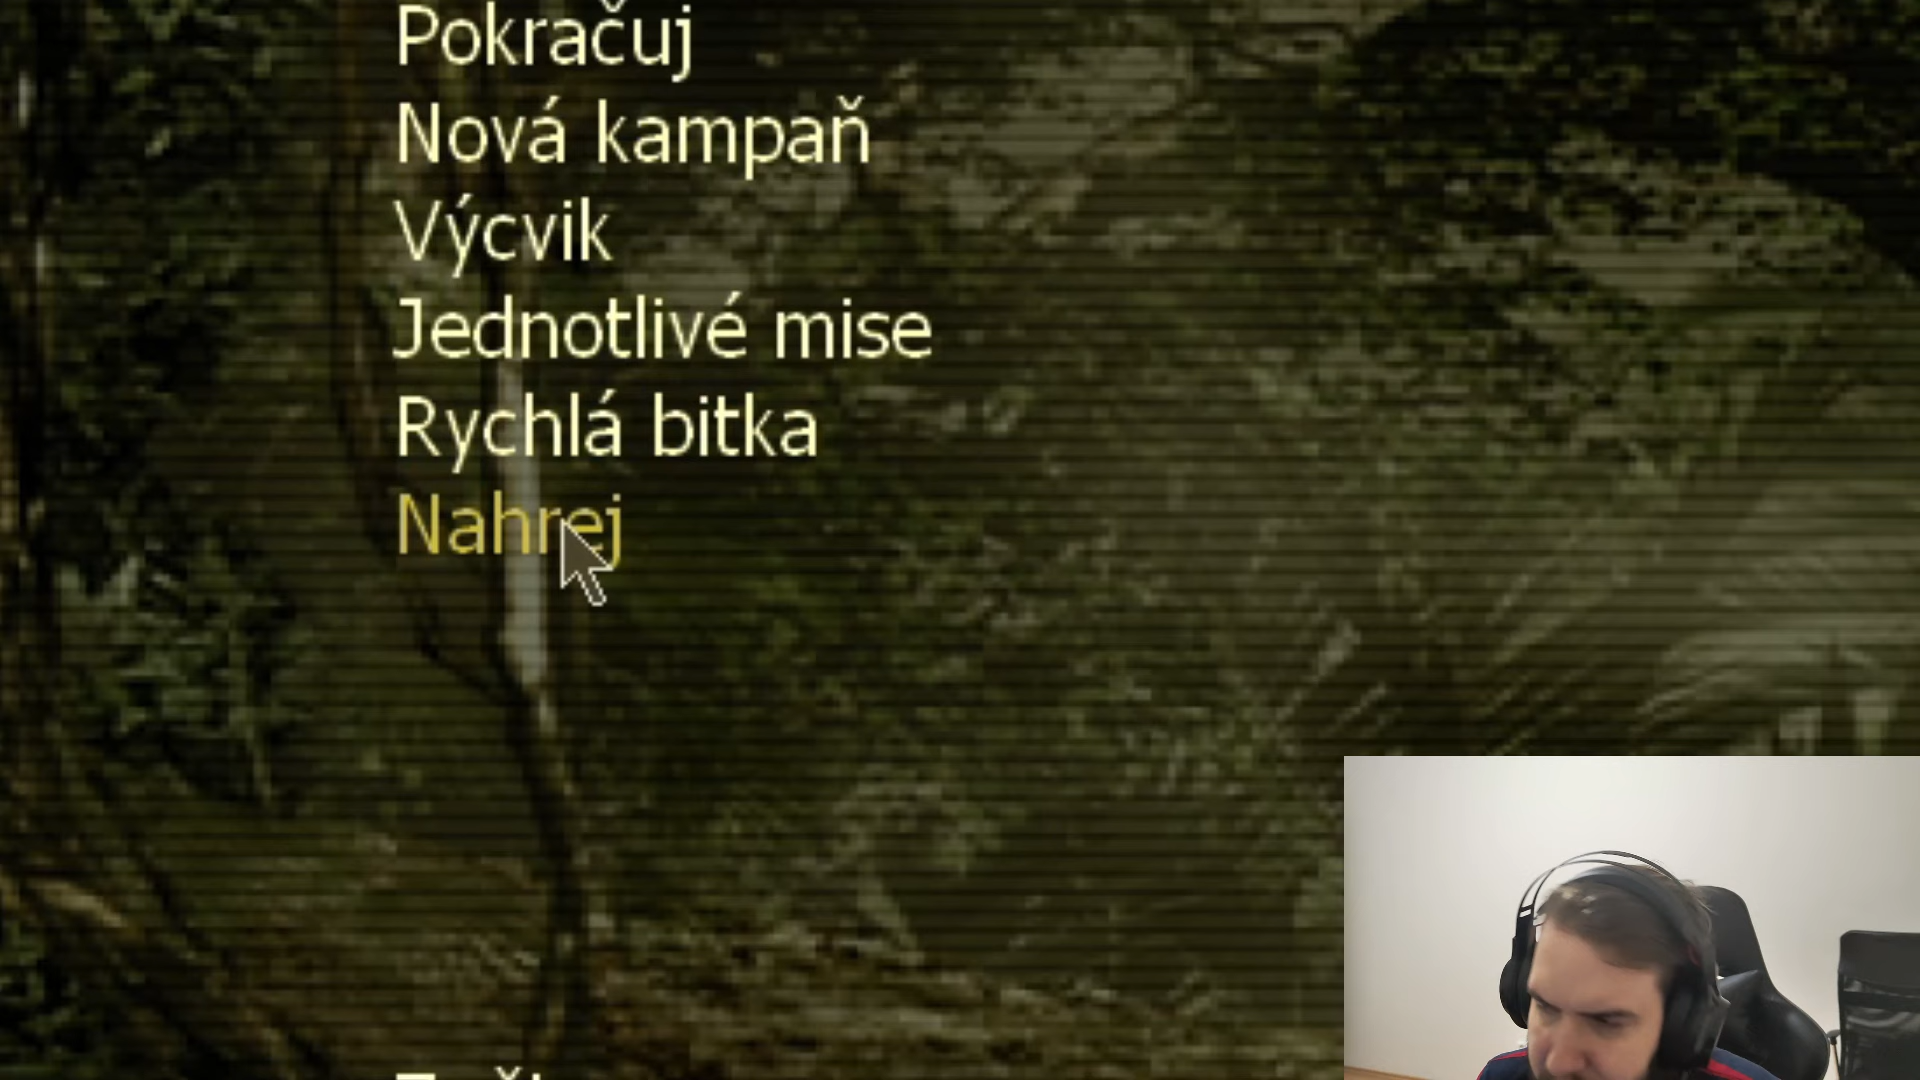 Pokračuj
Nová kampaň
Výcvik
Jednotlivé mise
Rychlá bitka
Nahrej